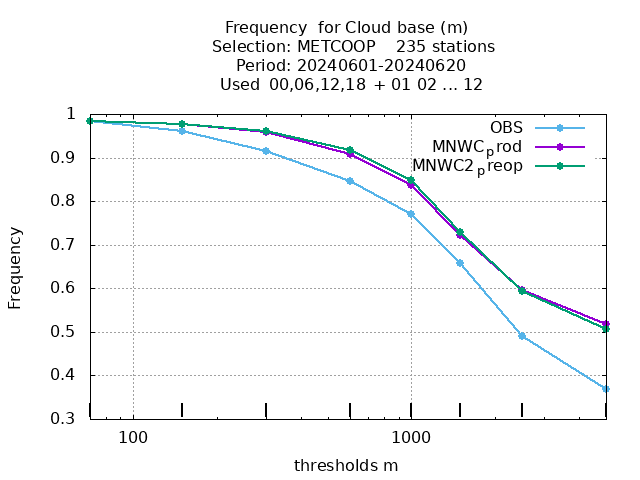 Frequency  for Cloud base (m)
Selection: METCOOP    235 stations
Period: 20240601-20240620
Used  00,06,12,18  + 01 02 ... 12
OBS
MNWCprod
MNWC2preop
Frequency
1
0.9
0.8
0.7
0.6
0.5
0.4
0.3
100
1000
thresholds m